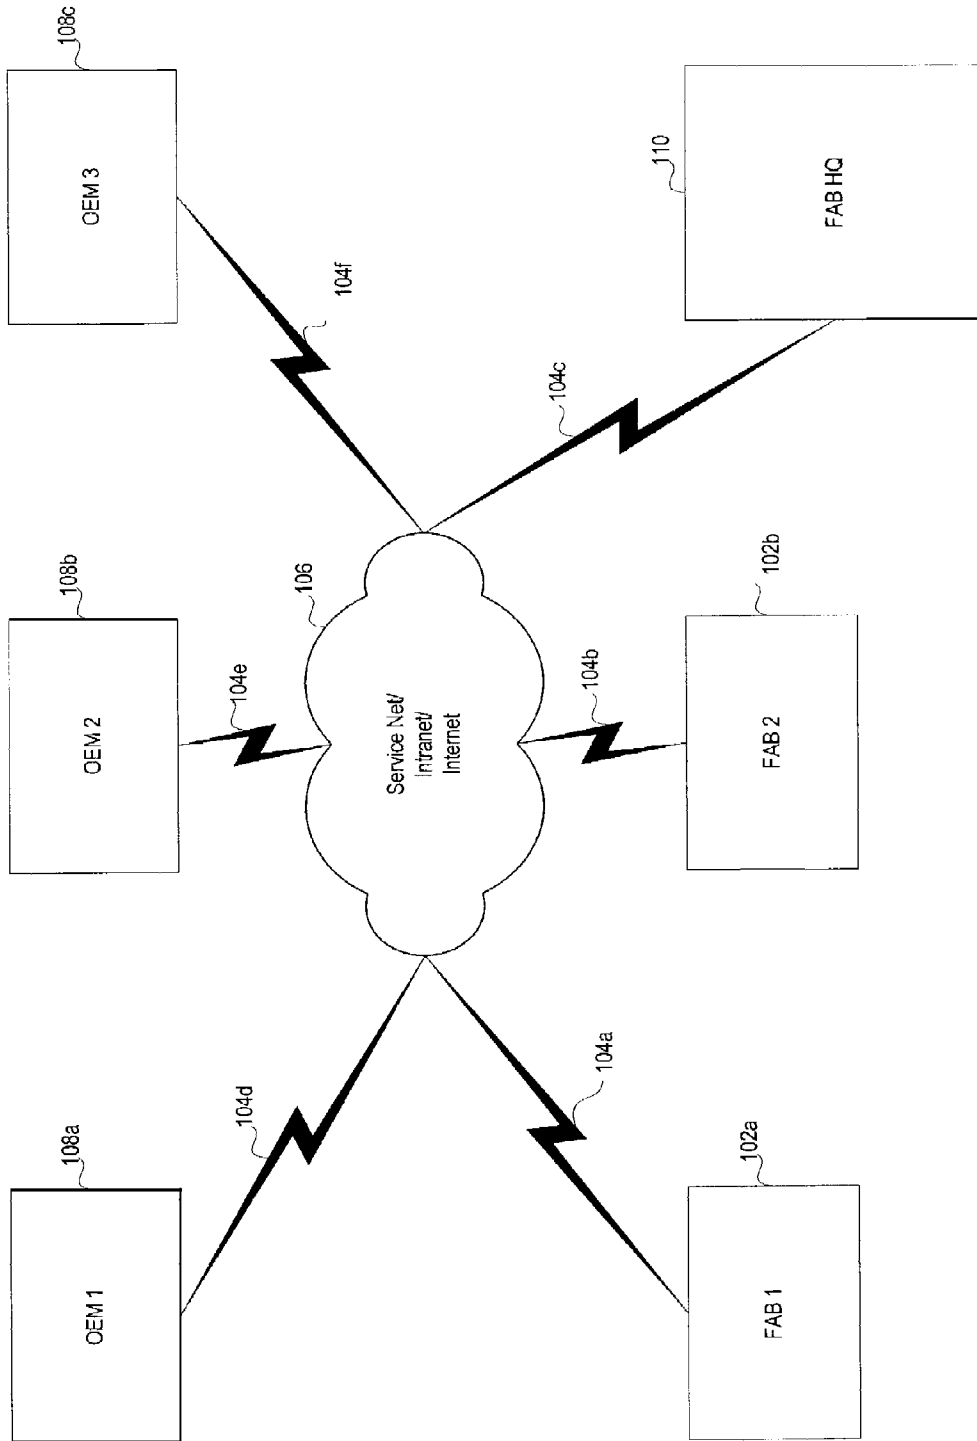 108a
108b
108c
OEM 1
OEM 2
OEM 3
104d
104e
104f
106
Service Net/
Intranet/
Internet
104a
104b
104c
102a
102b
110
FAB 1
FAB 2
FAB HQ